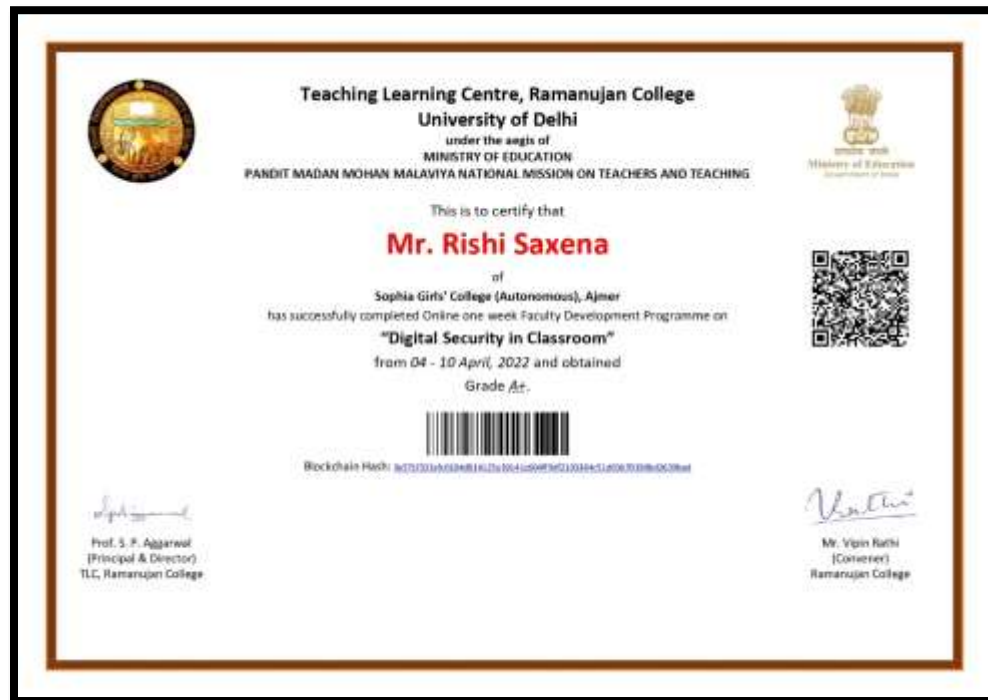 Teaching Learning Centre, Ramanujan College
University of Delhi
under the aegis of
MINISTRY OF EDUCATION
PANDIT MADAN MOHAN MALAVIYA NATIONAL MISSION ON TEACHERS AND TEACHING
Ministry of Education
Government of India
This is to certify that
Mr. Rishi Saxena
of
Sophia Girls' College (Autonomous), Ajmer
has successfully completed Online one week Faculty Development Programme on
“Digital Security in Classroom”
from 04 - 10 April, 2022 and obtained
Grade A+.
Blockchain Hash:
Prof. S. P. Aggarwal
(Principal & Director)
TLC, Ramanujan College
Mr. Vipin Rathi
(Convener)
Ramanujan College